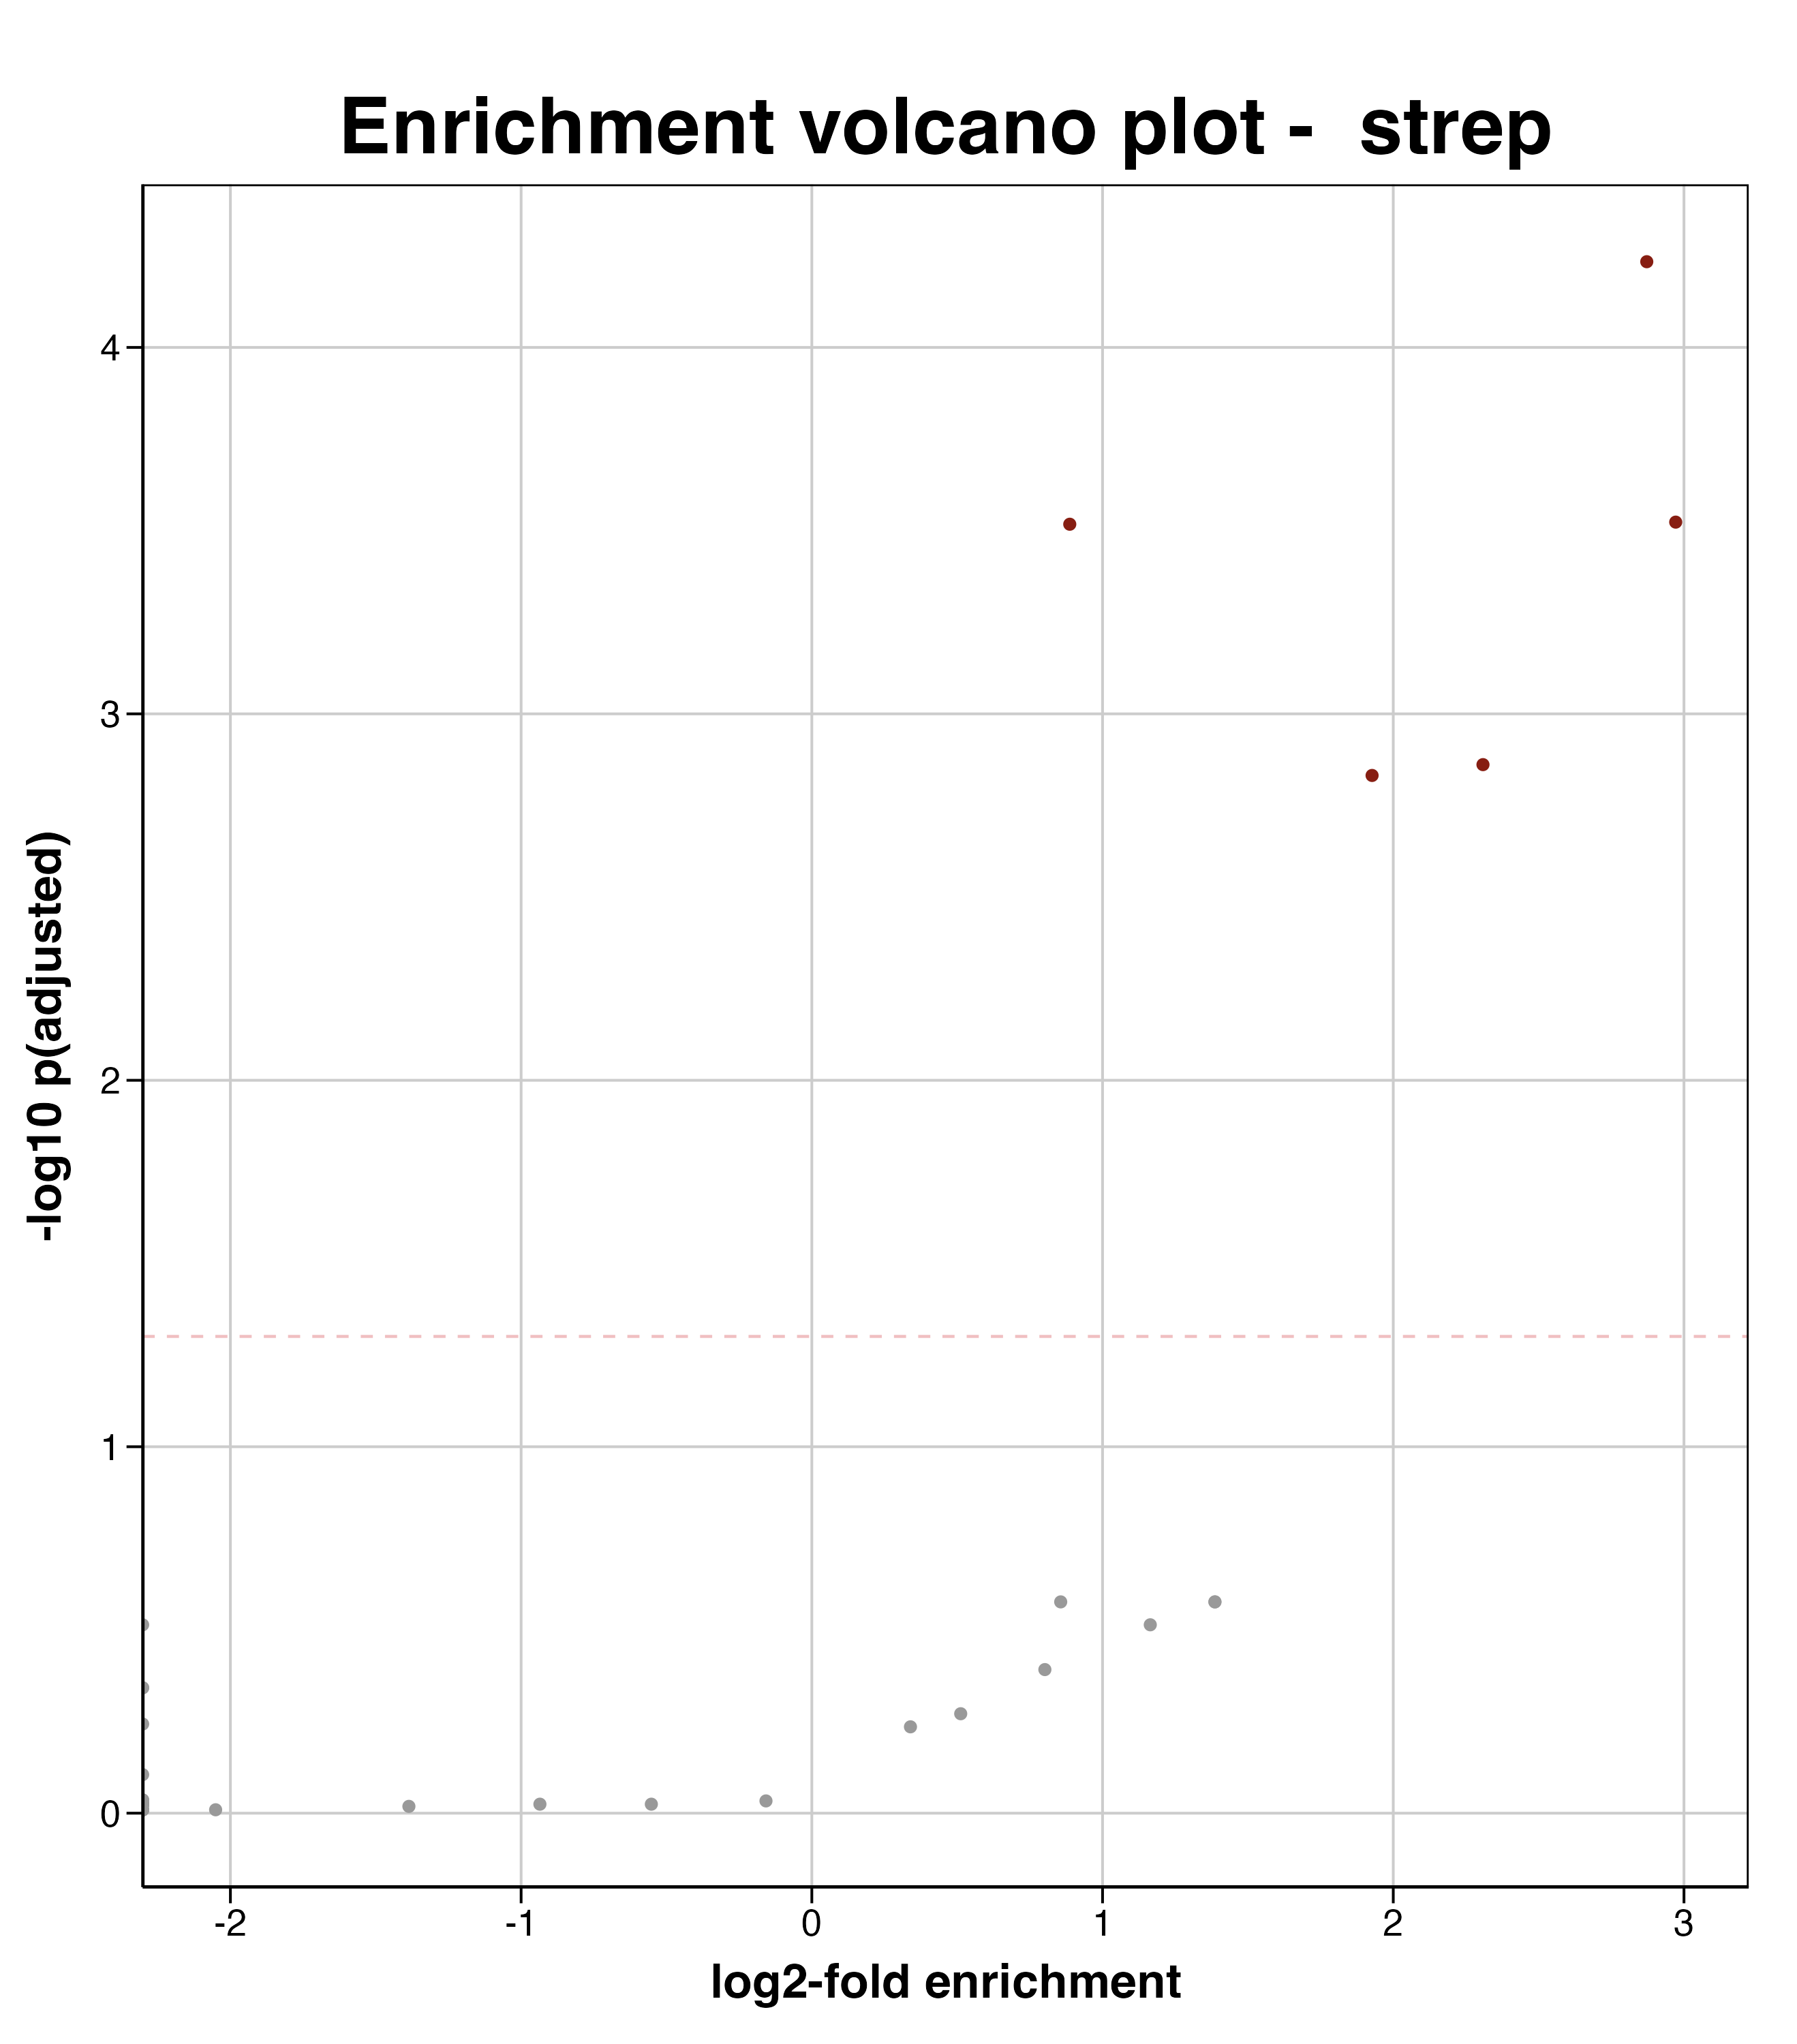 Enrichment volcano plot -  strep
4
3
2
1
0
-log10 p(adjusted)
-2 -1 0 1 2 3
log2-fold enrichment